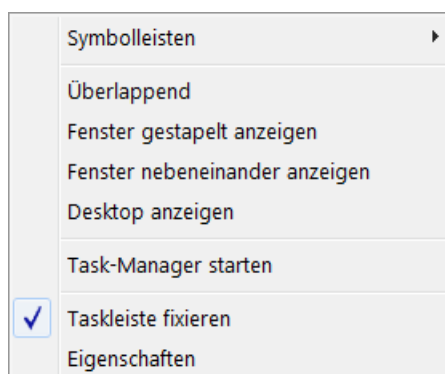 Symbolleisten
Überlappend
Fenster gestapelt anzeigen
Fenster nebeneinander anzeigen
Desktop anzeigen
Task-Manager starten
Taskleiste fixieren
Eigenschaften